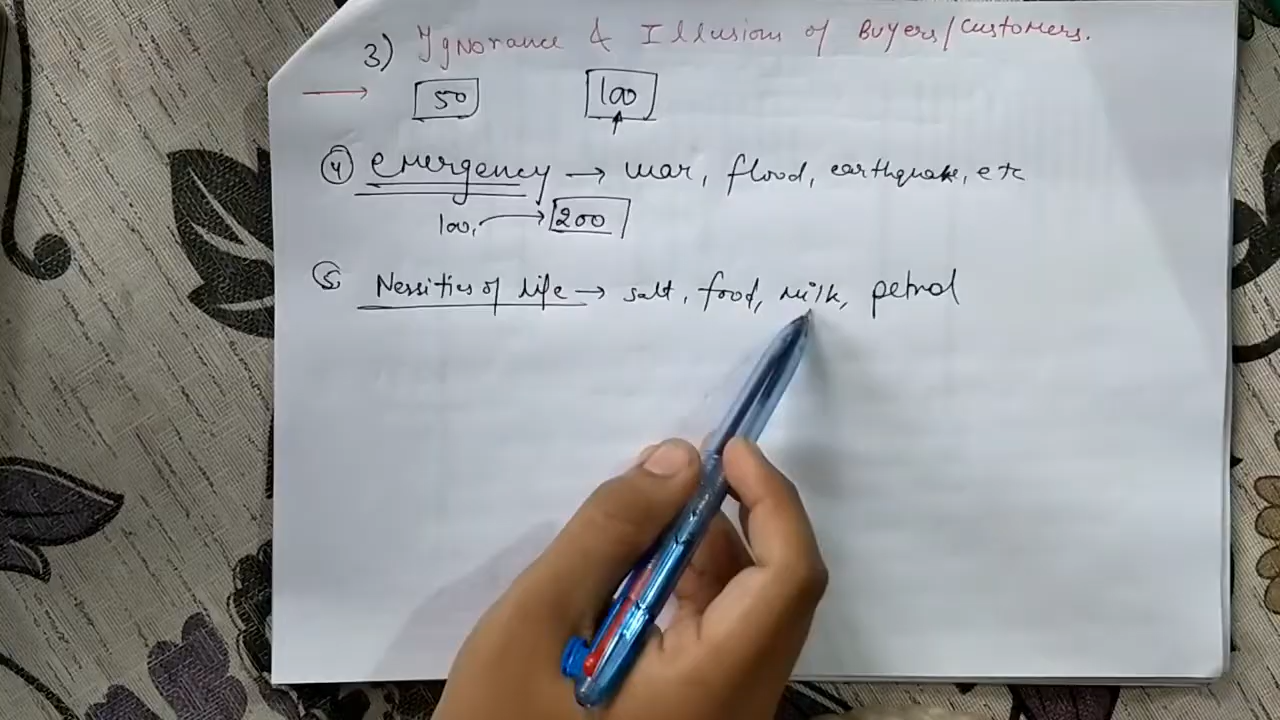 3) Ignorance & Illusions of Buyers/Customers.
→ 50 100
4 emergency → war, flood, earthquake, etc
100, → 200
5 Nessities of life → salt, food, milk, petrol